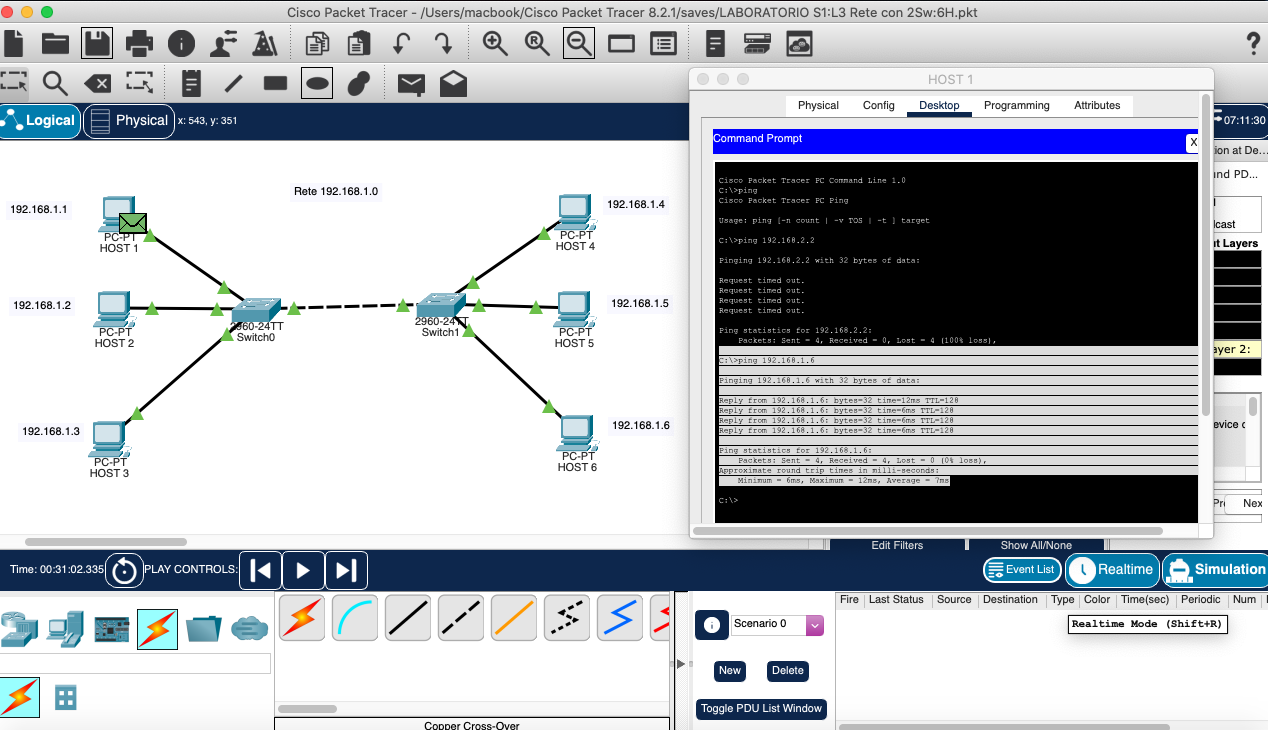 Cisco Packet Tracer - /Users/macbook/Cisco Packet Tracer 8.2.1/saves/LABORATORIO S1:L3 Rete con 2Sw:6H.pkt
?
Logical
Physical
x: 543, y: 351
07:11:30
HOST 1
Physical
Config
Desktop
Programming
Attributes
Command Prompt
X
Cisco Packet Tracer PC Command Line 1.0
C:\>ping
Cisco Packet Tracer PC Ping
Usage: ping [-n count | -v TOS | -t ] target
C:\>ping 192.168.2.2
Pinging 192.168.2.2 with 32 bytes of data:
Request timed out.
Request timed out.
Request timed out.
Request timed out.
Ping statistics for 192.168.2.2:
Packets: Sent = 4, Received = 0, Lost = 4 (100% loss),
C:\>ping 192.168.1.6
Pinging 192.168.1.6 with 32 bytes of data:
Reply from 192.168.1.6: bytes=32 time=12ms TTL=128
Reply from 192.168.1.6: bytes=32 time=6ms TTL=128
Reply from 192.168.1.6: bytes=32 time=6ms TTL=128
Reply from 192.168.1.6: bytes=32 time=6ms TTL=128
Ping statistics for 192.168.1.6:
Packets: Sent = 4, Received = 4, Lost = 0 (0% loss),
Approximate round trip times in milli-seconds:
Minimum = 6ms, Maximum = 12ms, Average = 7ms
C:\>
ion at De...
und PD...
cast
t Layers
ayer 2:
evice
Nex
Rete 192.168.1.0
192.168.1.1
PC-PT
HOST 1
192.168.1.2
PC-PT
HOST 2
192.168.1.3
PC-PT
HOST 3
2960-24TT
Switch0
2960-24TT
Switch1
192.168.1.4
PC-PT
HOST 4
192.168.1.5
PC-PT
HOST 5
192.168.1.6
PC-PT
HOST 6
Edit Filters
Show All/None
Time: 00:31:02.335
PLAY CONTROLS:
Event List
Realtime
Simulation
Scenario 0
New
Delete
Toggle PDU List Window
Fire Last Status Source Destination Type Color Time(sec) Periodic Num
Realtime Mode (Shift+R)
Copper Cross-Over